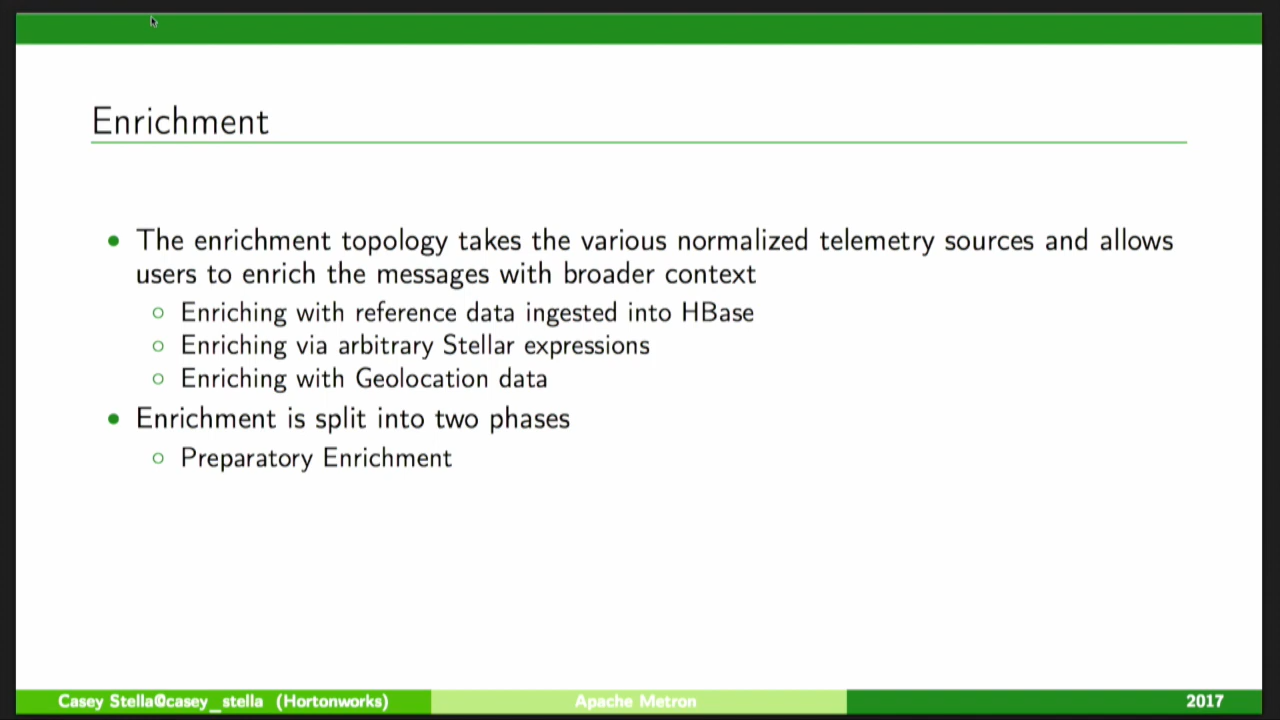 Enrichment
• The enrichment topology takes the various normalized telemetry sources and allows
users to enrich the messages with broader context
○ Enriching with reference data ingested into HBase
○ Enriching via arbitrary Stellar expressions
○ Enriching with Geolocation data
• Enrichment is split into two phases
○ Preparatory Enrichment
Casey Stella@casey_stella (Hortonworks) Apache Metron 2017